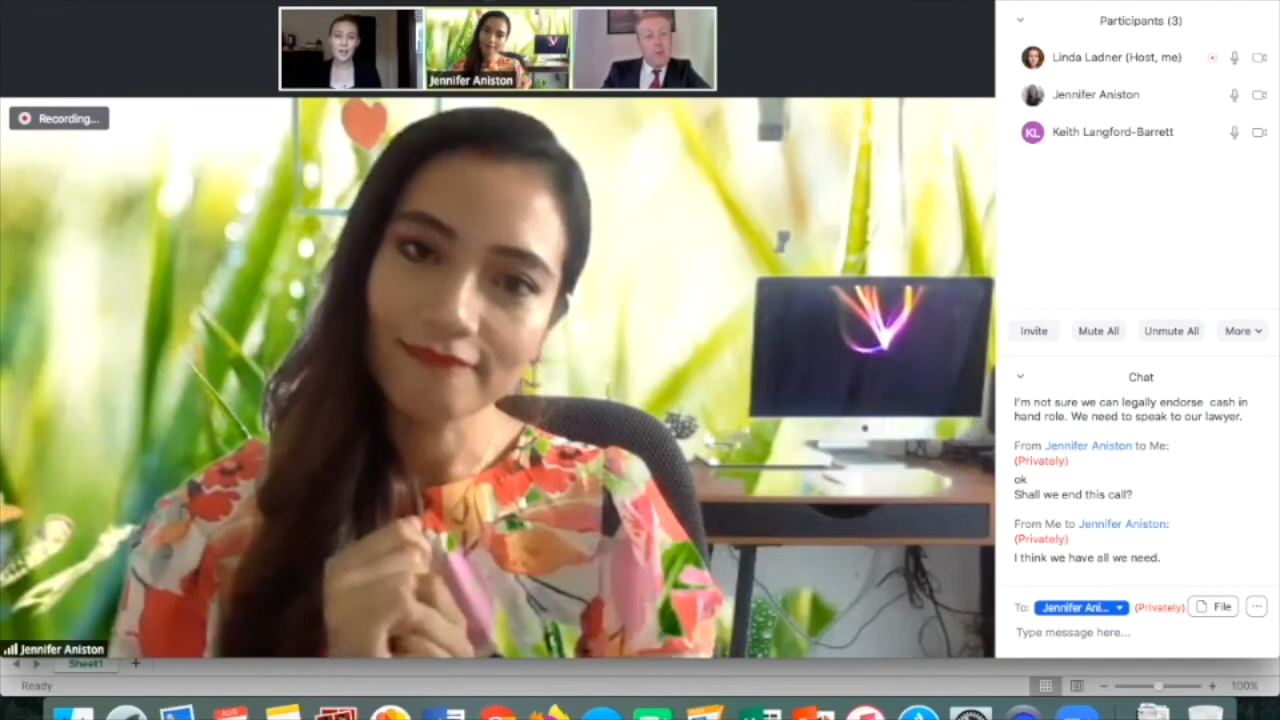 Jennifer Aniston
Recording...
Jennifer Aniston
Participants (3)
Linda Ladner (Host, me)
Jennifer Aniston
KL Keith Langford-Barrett
Invite Mute All Unmute All More
Chat
I'm not sure we can legally endorse cash in
hand role. We need to speak to our lawyer.
From Jennifer Aniston to Me:
(Privately)
ok
Shall we end this call?
From Me to Jennifer Aniston:
(Privately)
I think we have all we need.
To: Jennifer Ani... (Privately) File
Type message here...
Sheet1
Ready 100%
AUG